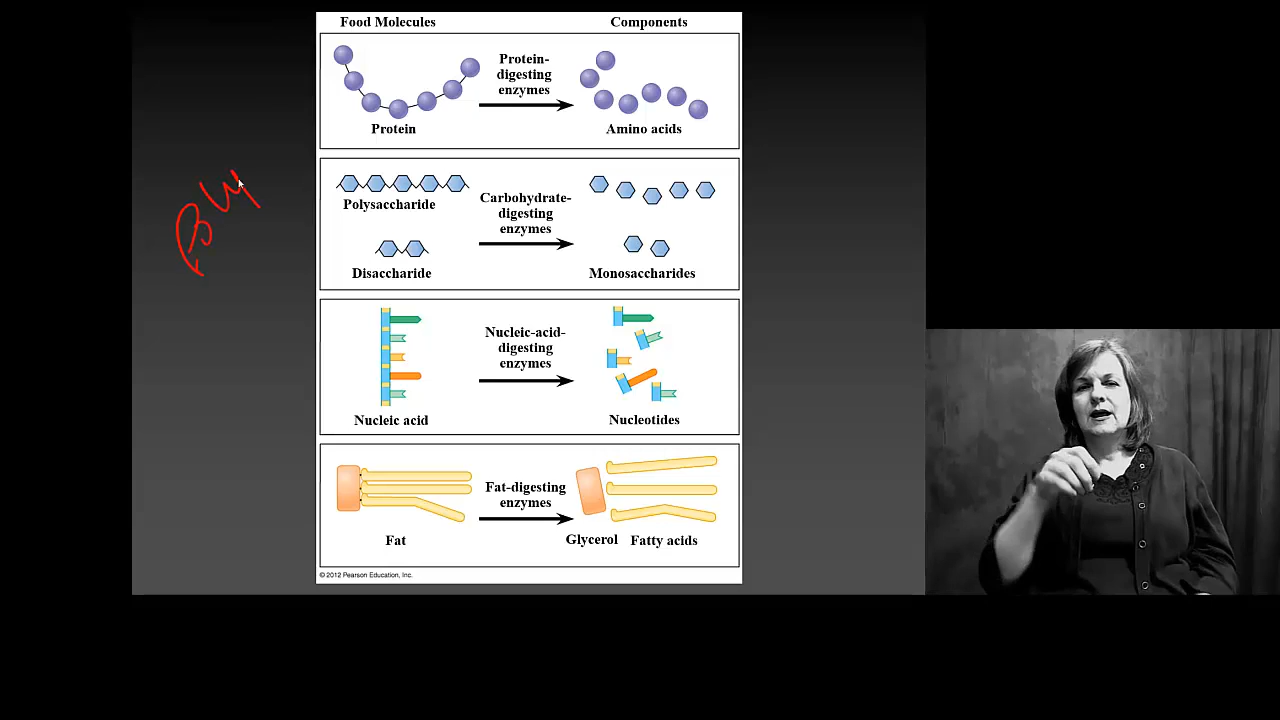 Food Molecules
Components
Protein-
digesting
enzymes
Protein
Amino acids
Polysaccharide
Carbohydrate-
digesting
enzymes
Disaccharide
Monosaccharides
Nucleic-acid-
digesting
enzymes
Nucleic acid
Nucleotides
Fat-digesting
enzymes
Fat
Glycerol
Fatty acids
© 2012 Pearson Education, Inc.